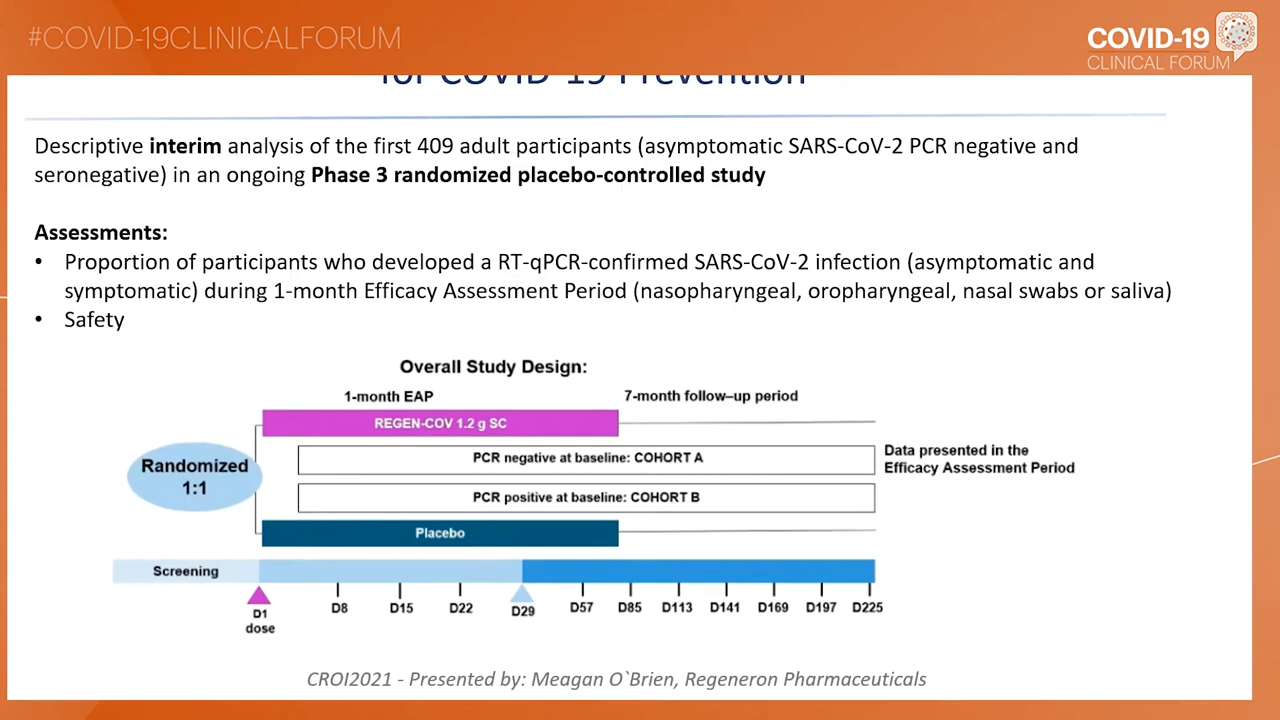 #COVID-19CLINICALFORUM
COVID-19
CLINICAL FORUM
for COVID-19 Prevention
Descriptive interim analysis of the first 409 adult participants (asymptomatic SARS-CoV-2 PCR negative and
seronegative) in an ongoing Phase 3 randomized placebo-controlled study
Assessments:
• Proportion of participants who developed a RT-qPCR-confirmed SARS-CoV-2 infection (asymptomatic and
symptomatic) during 1-month Efficacy Assessment Period (nasopharyngeal, oropharyngeal, nasal swabs or saliva)
• Safety
Overall Study Design:
1-month EAP
7-month follow–up period
REGEN-COV 1.2 g SC
PCR negative at baseline: COHORT A
Data presented in the
Efficacy Assessment Period
Randomized
1:1
PCR positive at baseline: COHORT B
Placebo
Screening
D1
dose
D8
D15
D22
D29
D57
D85
D113
D141
D169
D197
D225
CROI2021 - Presented by: Meagan O`Brien, Regeneron Pharmaceuticals